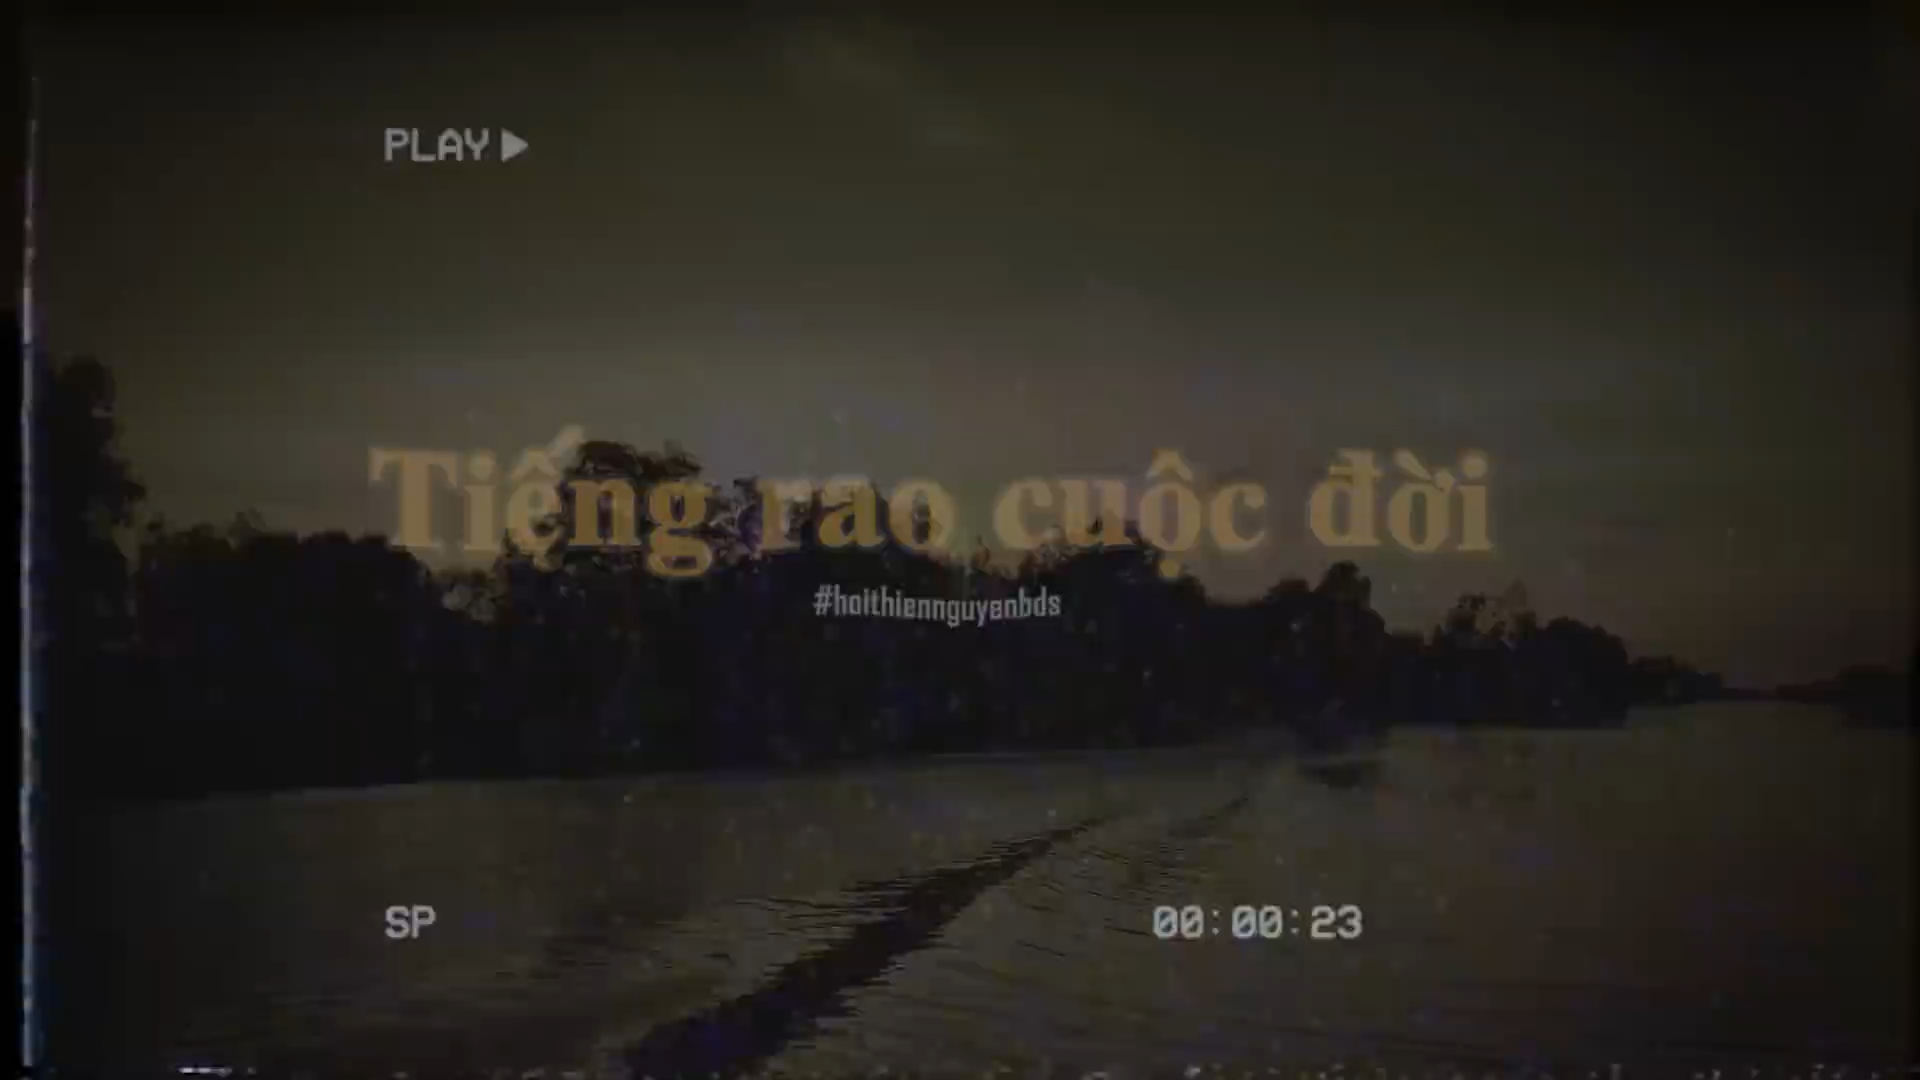 PLAY
Tiếng rao cuộc đời
#hoithiennguyenbds
SP
00:00:23